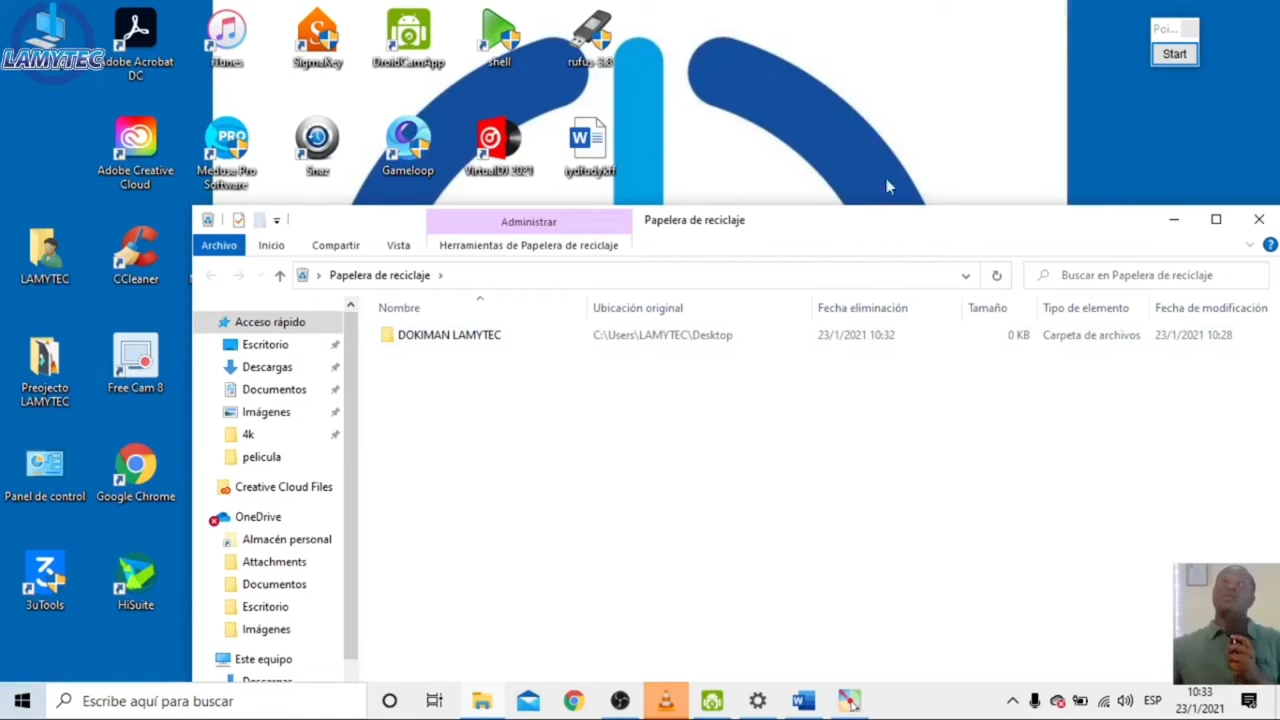 LAMYTEC
Adobe Acrobat
DC
iTunes
SigmaKey
DroidCamApp
shell
rufus-3.8
Poi...
Start
PRO
Adobe Creative
Cloud
Medusa Pro
Software
Snaz
Gameloop
VirtualDJ 2021
LAMYTEC
CCleaner
Preojecto
LAMYTEC
Free Cam 8
Panel de control
Google Chrome
3uTools
HiSuite
Administrar
Papelera de reciclaje
Archivo
Inicio
Compartir
Vista
Herramientas de Papelera de reciclaje
Papelera de reciclaje
Buscar en Papelera de reciclaje
Nombre
Ubicación original
Fecha eliminación
Tamaño
Tipo de elemento
Fecha de modificación
DOKIMAN LAMYTEC
C:\Users\LAMYTEC\Desktop
23/1/2021 10:32
0 KB
Carpeta de archivos
23/1/2021 10:28
Acceso rápido
Escritorio
Descargas
Documentos
Imágenes
4k
pelicula
Creative Cloud Files
OneDrive
Almacén personal
Attachments
Documentos
Escritorio
Imágenes
Este equipo
Descargas
Escribe aquí para buscar
ESP
10:33
23/1/2021